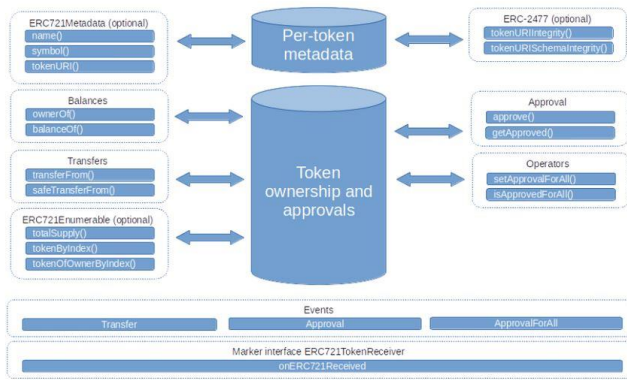 ERC721Metadata (optional)
name()
symbol()
tokenURI()
Per-token
metadata
ERC-2477 (optional)
tokenURIIntegrity()
tokenURISchemaIntegrity()
Balances
ownerOf()
balanceOf()
Transfers
transferFrom()
safeTransferFrom()
ERC721Enumerable (optional)
totalSupply()
tokenByIndex()
tokenOfOwnerByIndex()
Token
ownership and
approvals
Approval
approve()
getApproved()
Operators
setApprovalForAll()
isApprovedForAll()
Events
Transfer
Approval
ApprovalForAll
Marker interface ERC721TokenReceiver
onERC721Received